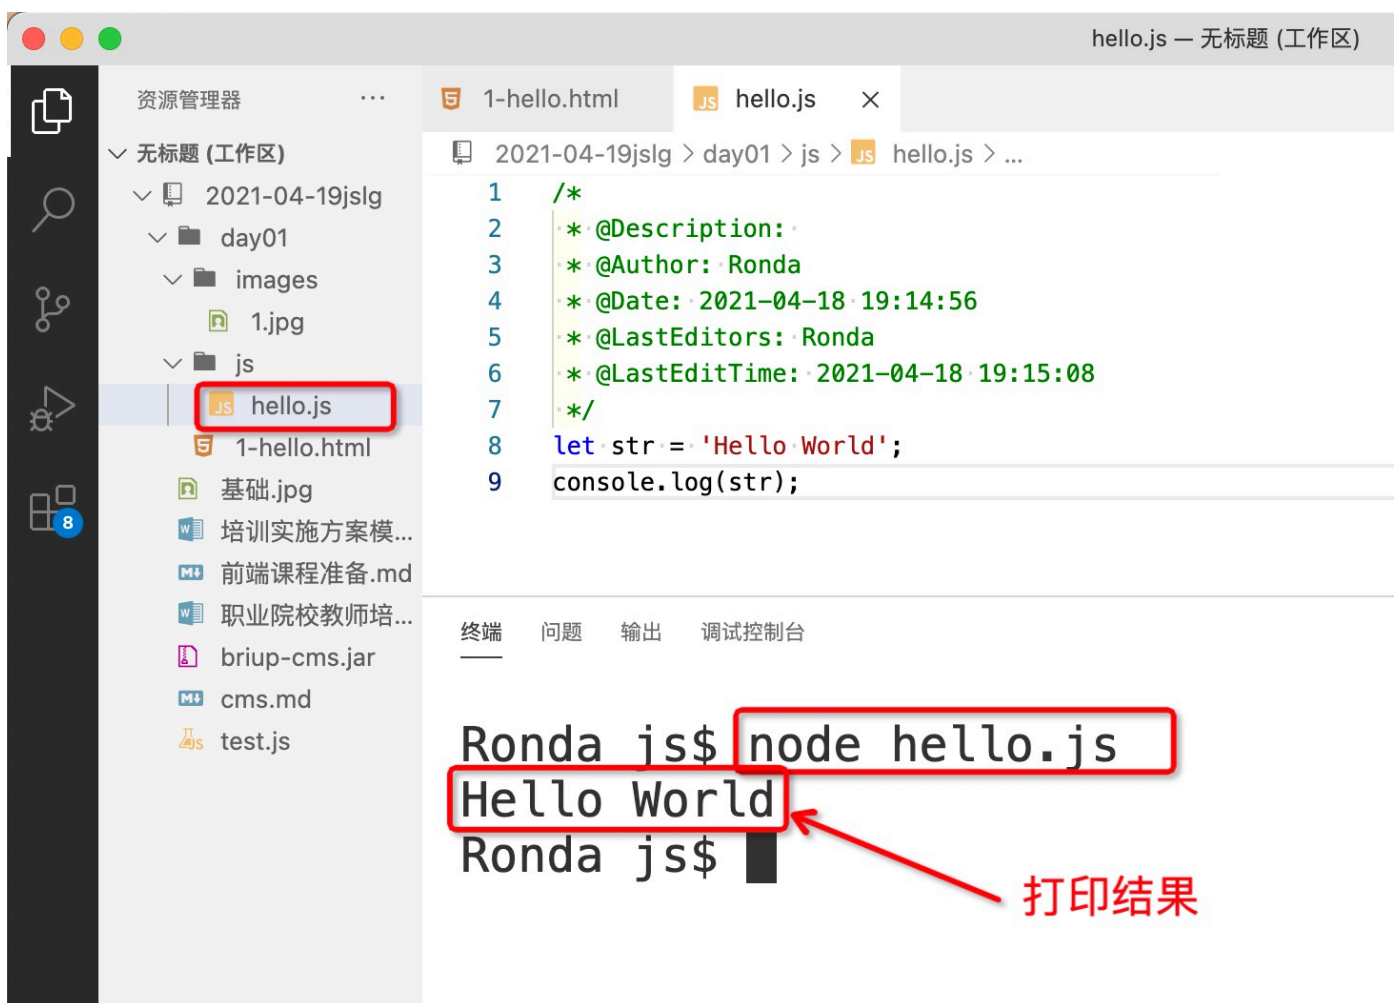 hello.js — 无标题 (工作区)
资源管理器 ···
无标题 (工作区)
2021-04-19jslg
day01
images
1.jpg
js
JS hello.js
1-hello.html
基础.jpg
培训实施方案模...
前端课程准备.md
职业院校教师培...
briup-cms.jar
cms.md
test.js
8
1-hello.html
JS hello.js ×
2021-04-19jslg > day01 > js > JS hello.js > ...
1 /*
2 * @Description:
3 * @Author: Ronda
4 * @Date: 2021-04-18 19:14:56
5 * @LastEditors: Ronda
6 * @LastEditTime: 2021-04-18 19:15:08
7 */
8 let str = 'Hello World';
9 console.log(str);
终端 问题 输出 调试控制台
Ronda js$ node hello.js
Hello World
Ronda js$
打印结果